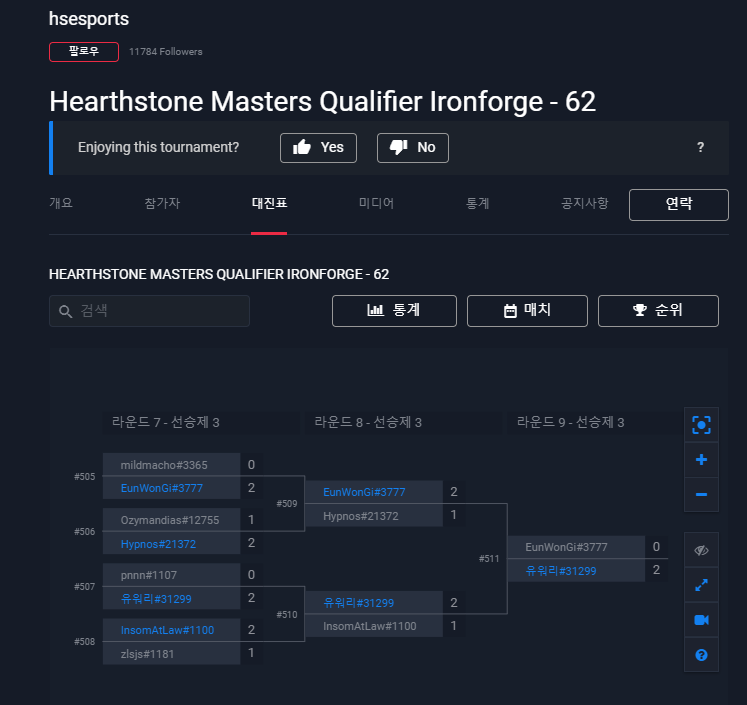 hsesports
팔로우 11784 Followers
Hearthstone Masters Qualifier Ironforge - 62
Enjoying this tournament? Yes No ?
개요 참가자 대진표 미디어 통계 공지사항 연락
HEARTHSTONE MASTERS QUALIFIER IRONFORGE - 62
검색 통계 매치 순위
라운드 7 - 선승제 3 라운드 8 - 선승제 3 라운드 9 - 선승제 3
#505
mildmacho#3365 0
EunWonGi#3777 2
#506
Ozymandias#12755 1
Hypnos#21372 2
#507
pnnn#1107 0
유워리#31299 2
#508
InsomAtLaw#1100 2
zlsjs#1181 1
#509
EunWonGi#3777 2
Hypnos#21372 1
#510
유워리#31299 2
InsomAtLaw#1100 1
#511
EunWonGi#3777 0
유워리#31299 2